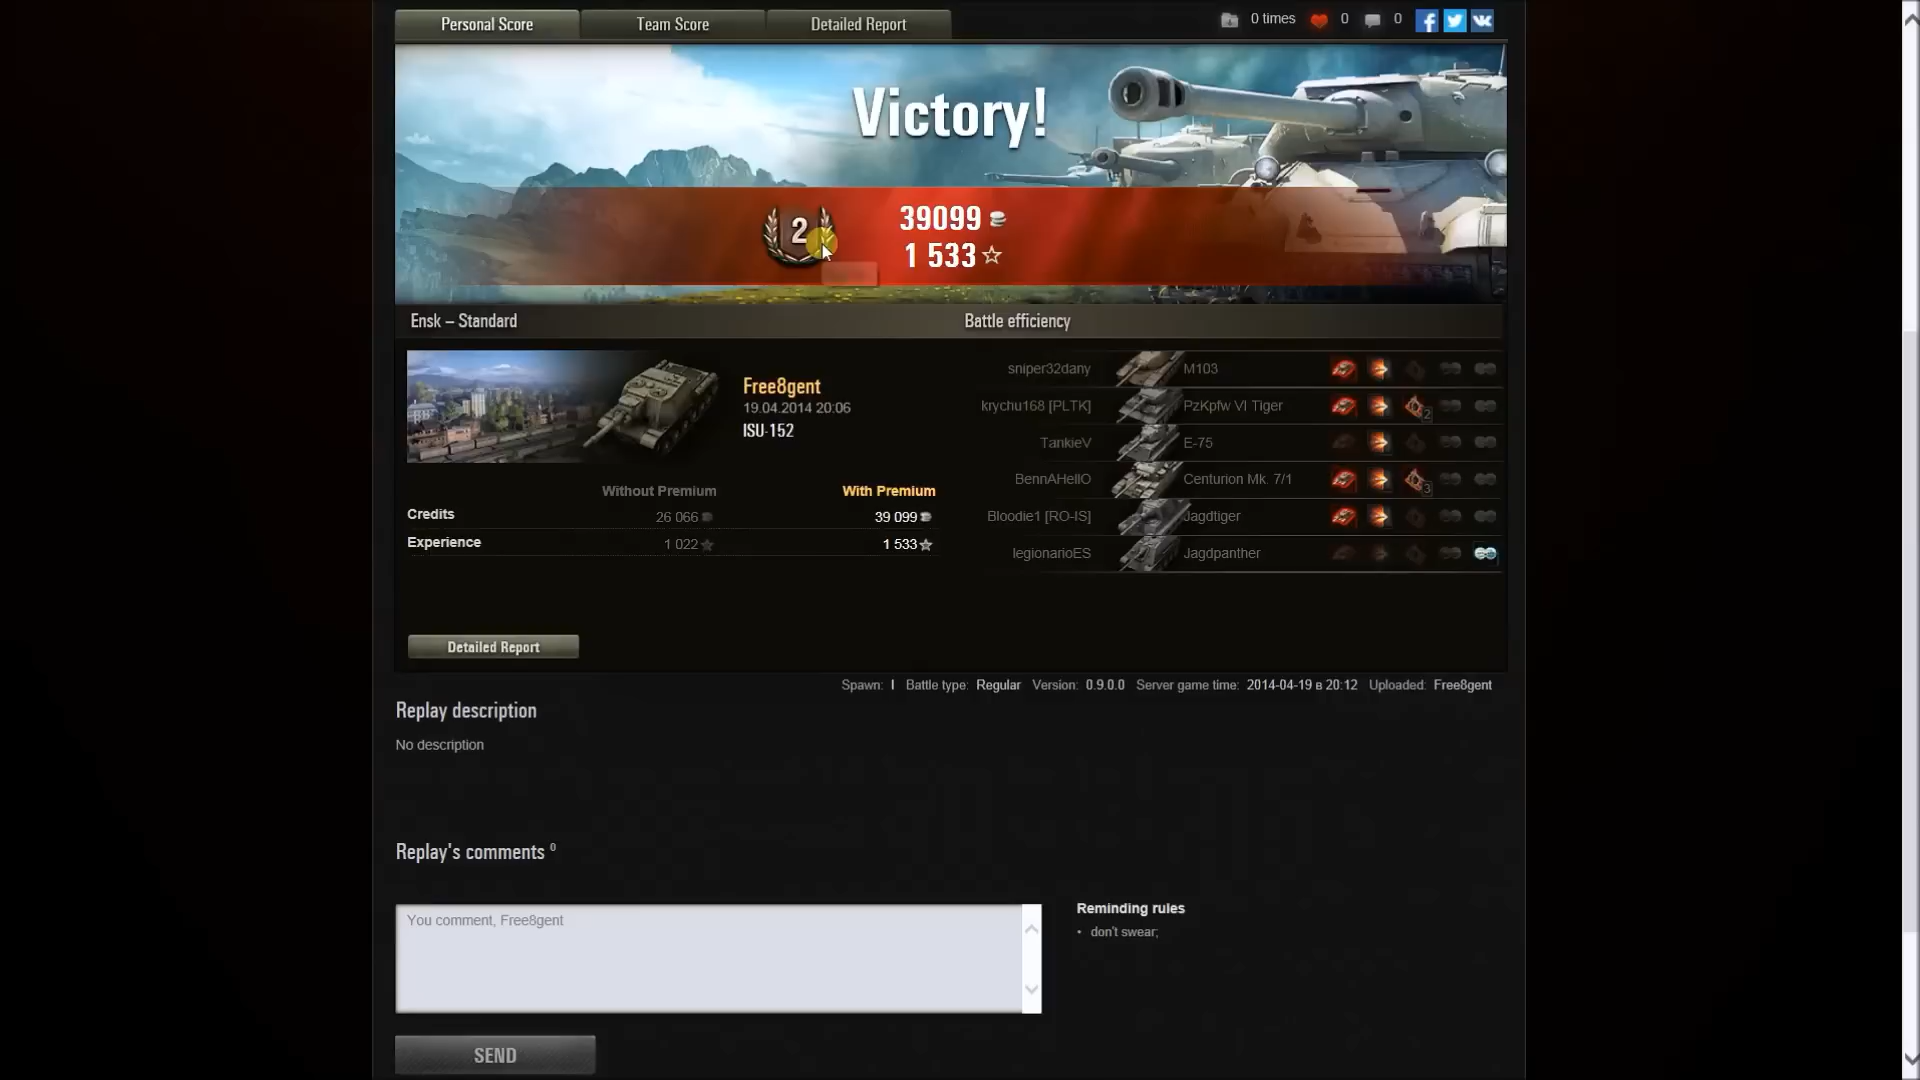 Personal Score Team Score Detailed Report 0 times 0 0
Victory!
2
39099
1 533
Ensk – Standard Battle efficiency
Free8gent
19.04.2014 20:06
ISU-152
Without Premium With Premium
Credits 26 066 39 099
Experience 1 022 1 533
sniper32dany M103
krychu168 [PLTK] PzKpfw VI Tiger 2
TankieV E-75
BennAHellO Centurion Mk. 7/1 3
Bloodie1 [RO-IS] Jagdtiger
legionarioES Jagdpanther
Detailed Report
Spawn: I Battle type: Regular Version: 0.9.0.0 Server game time: 2014-04-19 в 20:12 Uploaded: Free8gent
Replay description
No description
Replay's comments 0
You comment, Free8gent
Reminding rules
• don't swear;
SEND